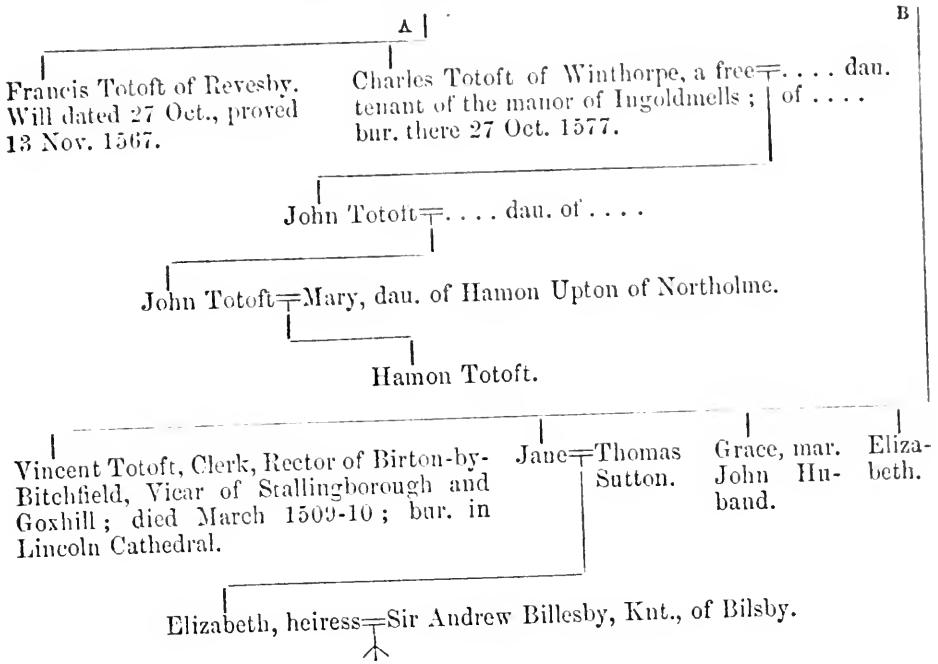 A
B
Francis Totoft of Revesby.
Will dated 27 Oct., proved
13 Nov. 1567.
Charles Totoft of Winthorpe, a free=. . . . dau.
tenant of the manor of Ingoldmells ; of . . . .
bur. there 27 Oct. 1577.
John Totoft=. . . . dau. of . . . .
John Totoft=Mary, dau. of Hamon Upton of Northolme.
Hamon Totoft.
Vincent Totoft, Clerk, Rector of Birton-by-
Bitchfield, Vicar of Stallingborough and
Goxhill ; died March 1509-10 ; bur. in
Lincoln Cathedral.
Jane=Thomas
Sutton.
Grace, mar.
John Hu-
band.
Eliza-
beth.
Elizabeth, heiress=Sir Andrew Billesby, Knt., of Bilsby.